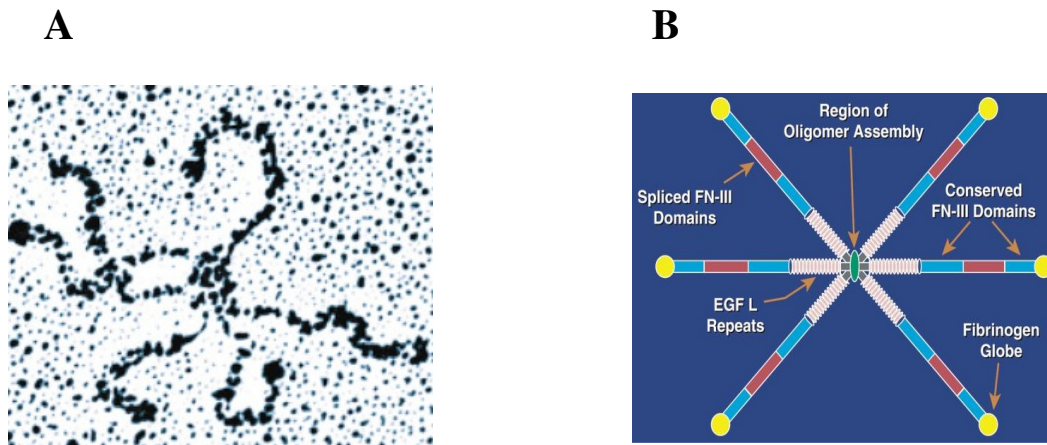 A
B
Region of
Oligomer Assembly
Spliced FN-III
Domains
Conserved
FN-III Domains
EGF L
Repeats
Fibrinogen
Globe